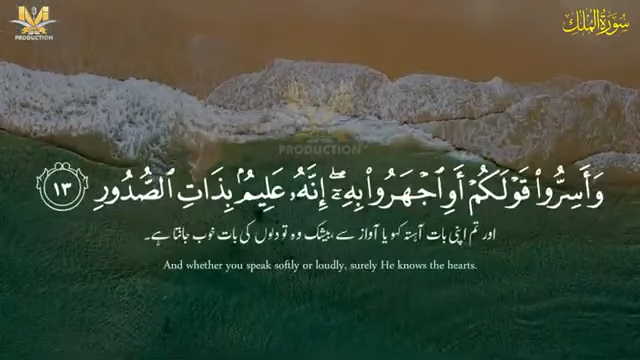 PRODUCTION
سُورَةُ الْمُلْكِ
PRODUCTION
وَأَسِرُّوا۟ قَوْلَكُمْ أَوِ ٱجْهَرُوا۟ بِهِۦٓ ۖ إِنَّهُۥ عَلِيمٌۢ بِذَاتِ ٱلصُّدُورِ ١٣
اور تم اپنی بات آہستہ کہو یا آواز سے ،بیشک وہ تو دلوں کی بات خوب جانتا ہے۔
And whether you speak softly or loudly, surely He knows the hearts.